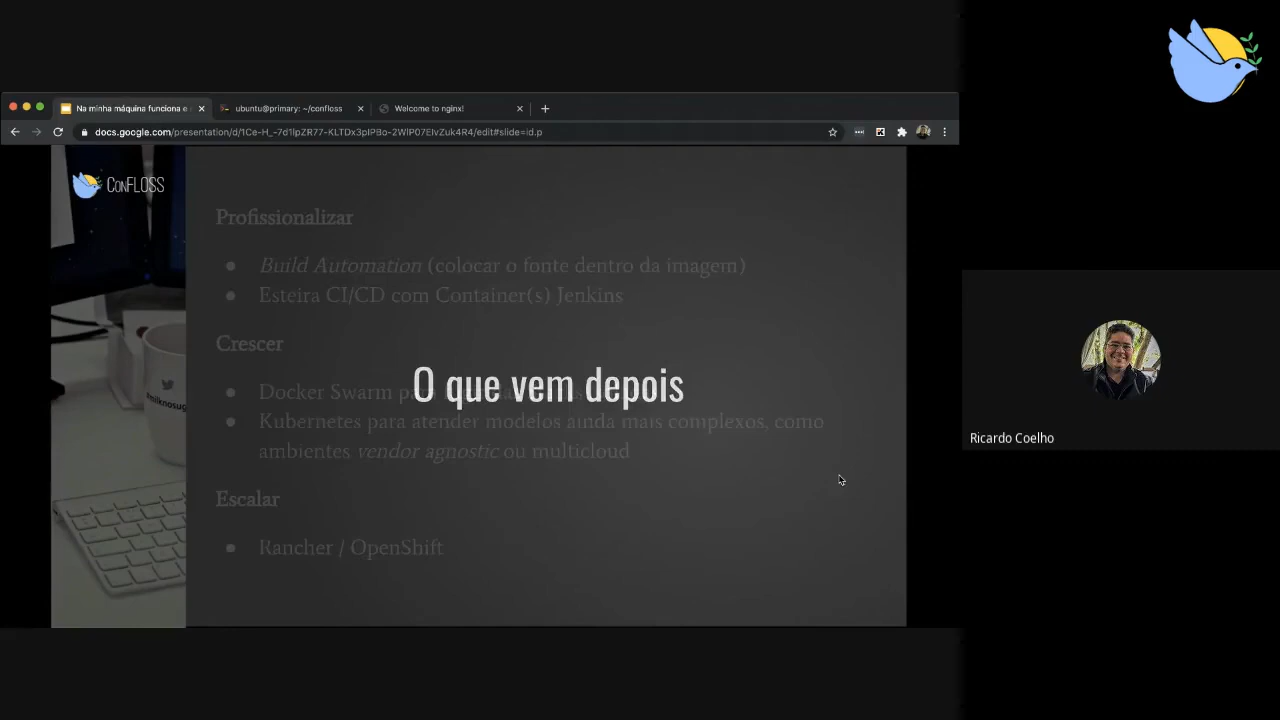 Na minha máquina funciona e
ubuntu@primary: ~/confloss
Welcome to nginx!
docs.google.com/presentation/d/1Ce-H_-7d1lpZR77-KLTDx3pIPBo-2WIP07EIvZuk4R4/edit#slide=id.p
CONFLOSS
Profissionalizar
Build Automation (colocar o fonte dentro da imagem)
Esteira CI/CD com Container(s) Jenkins
Crescer
O que vem depois
Docker Swarm
Kubernetes para atender modelos ainda mais complexos, como
ambientes vendor agnostic ou multicloud
Escalar
Rancher / OpenShift
Ricardo Coelho